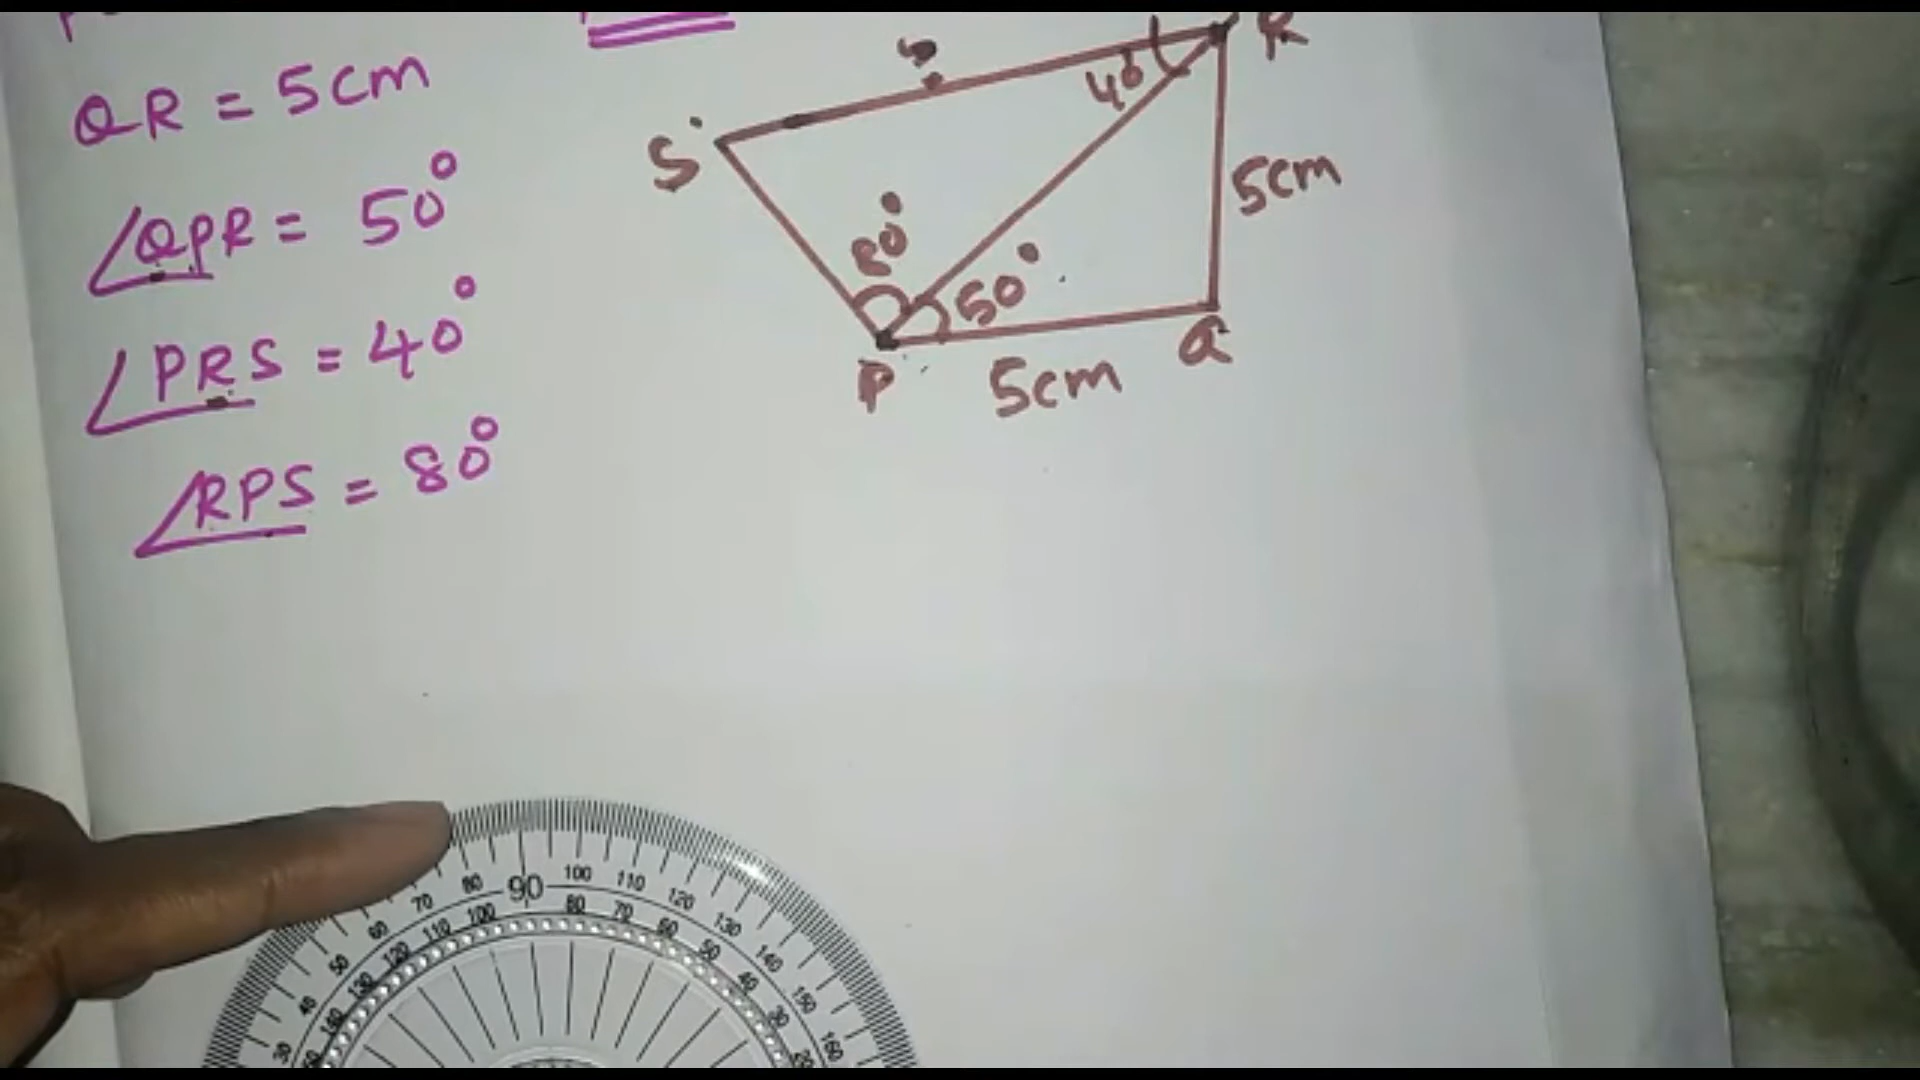 QR = 5cm
∠QPR = 50°
∠PRS = 40°
∠RPS = 80°
R
S
40
5cm
80°
50°
P
Q
5cm
80 90 100 110 120 130 140 150 160
70 60 50 40 30
100 110 120 130 140
80 70 60 50 40 30 20